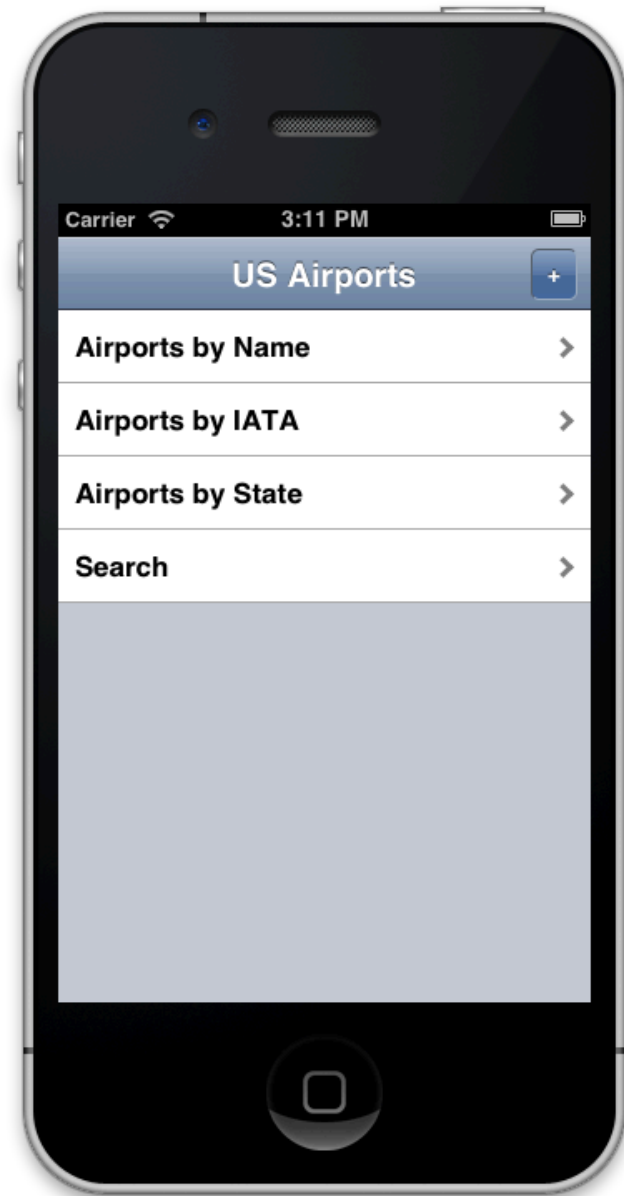 Carrier 3:11 PM
US Airports +
Airports by Name
Airports by IATA
Airports by State
Search